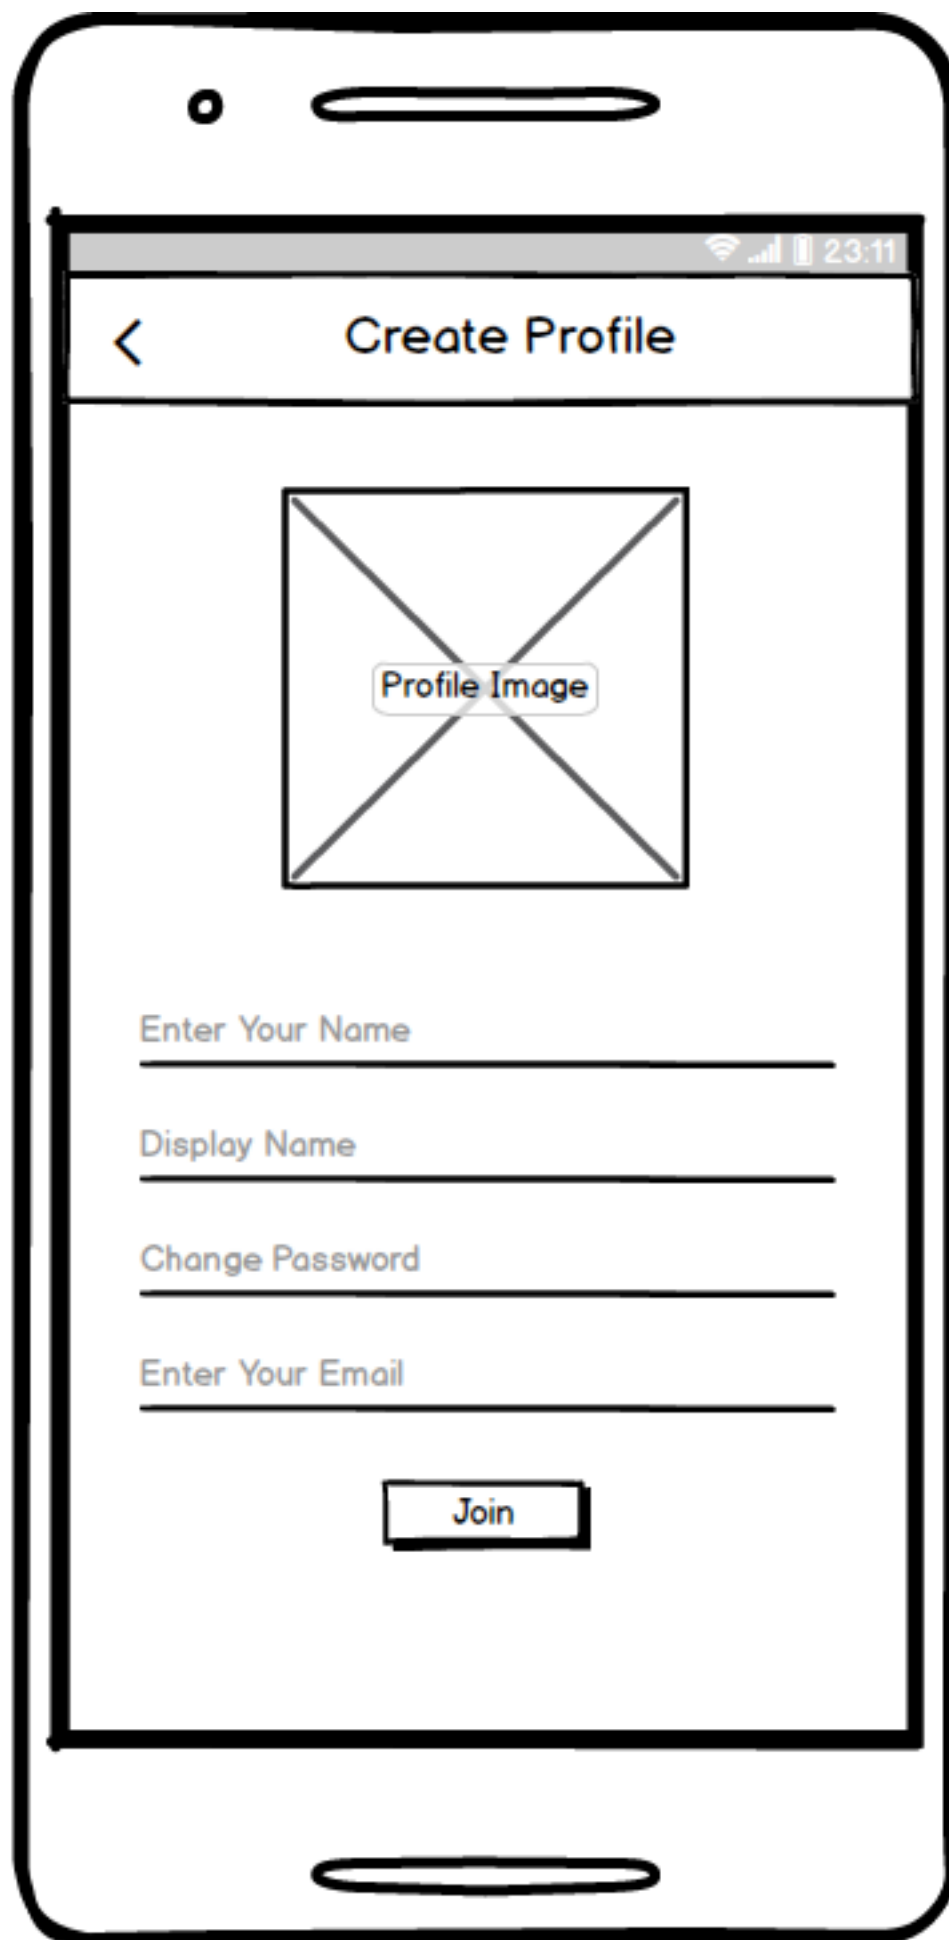 23:11
Create Profile
Profile Image
Enter Your Name
Display Name
Change Password
Enter Your Email
Join